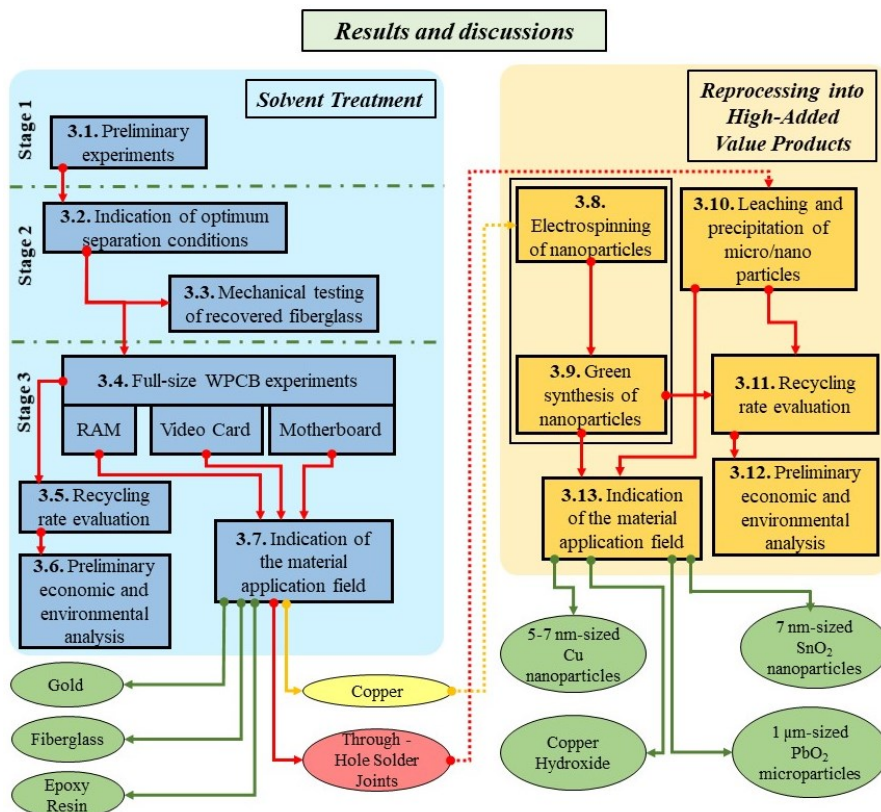 Results and discussions
Solvent Treatment
Stage 1
3.1. Preliminary
experiments
Stage 2
3.2. Indication of optimum
separation conditions
3.3. Mechanical testing
of recovered fiberglass
Stage 3
3.4. Full-size WPCB experiments
RAM
Video Card
Motherboard
3.5. Recycling
rate evaluation
3.6. Preliminary
economic and
environmental
analysis
3.7. Indication of
the material
application field
Gold
Fiberglass
Epoxy
Resin
Copper
Through -
Hole Solder
Joints
Reprocessing into
High-Added
Value Products
3.8.
Electrospinning
of nanoparticles
3.9. Green
synthesis of
nanoparticles
3.10. Leaching and
precipitation of
micro/nano
particles
3.11. Recycling
rate evaluation
3.12. Preliminary
economic and
environmental
analysis
3.13. Indication
of the material
application field
5-7 nm-sized
Cu
nanoparticles
7 nm-sized
SnO₂
nanoparticles
Copper
Hydroxide
1 μm-sized
PbO₂
microparticles